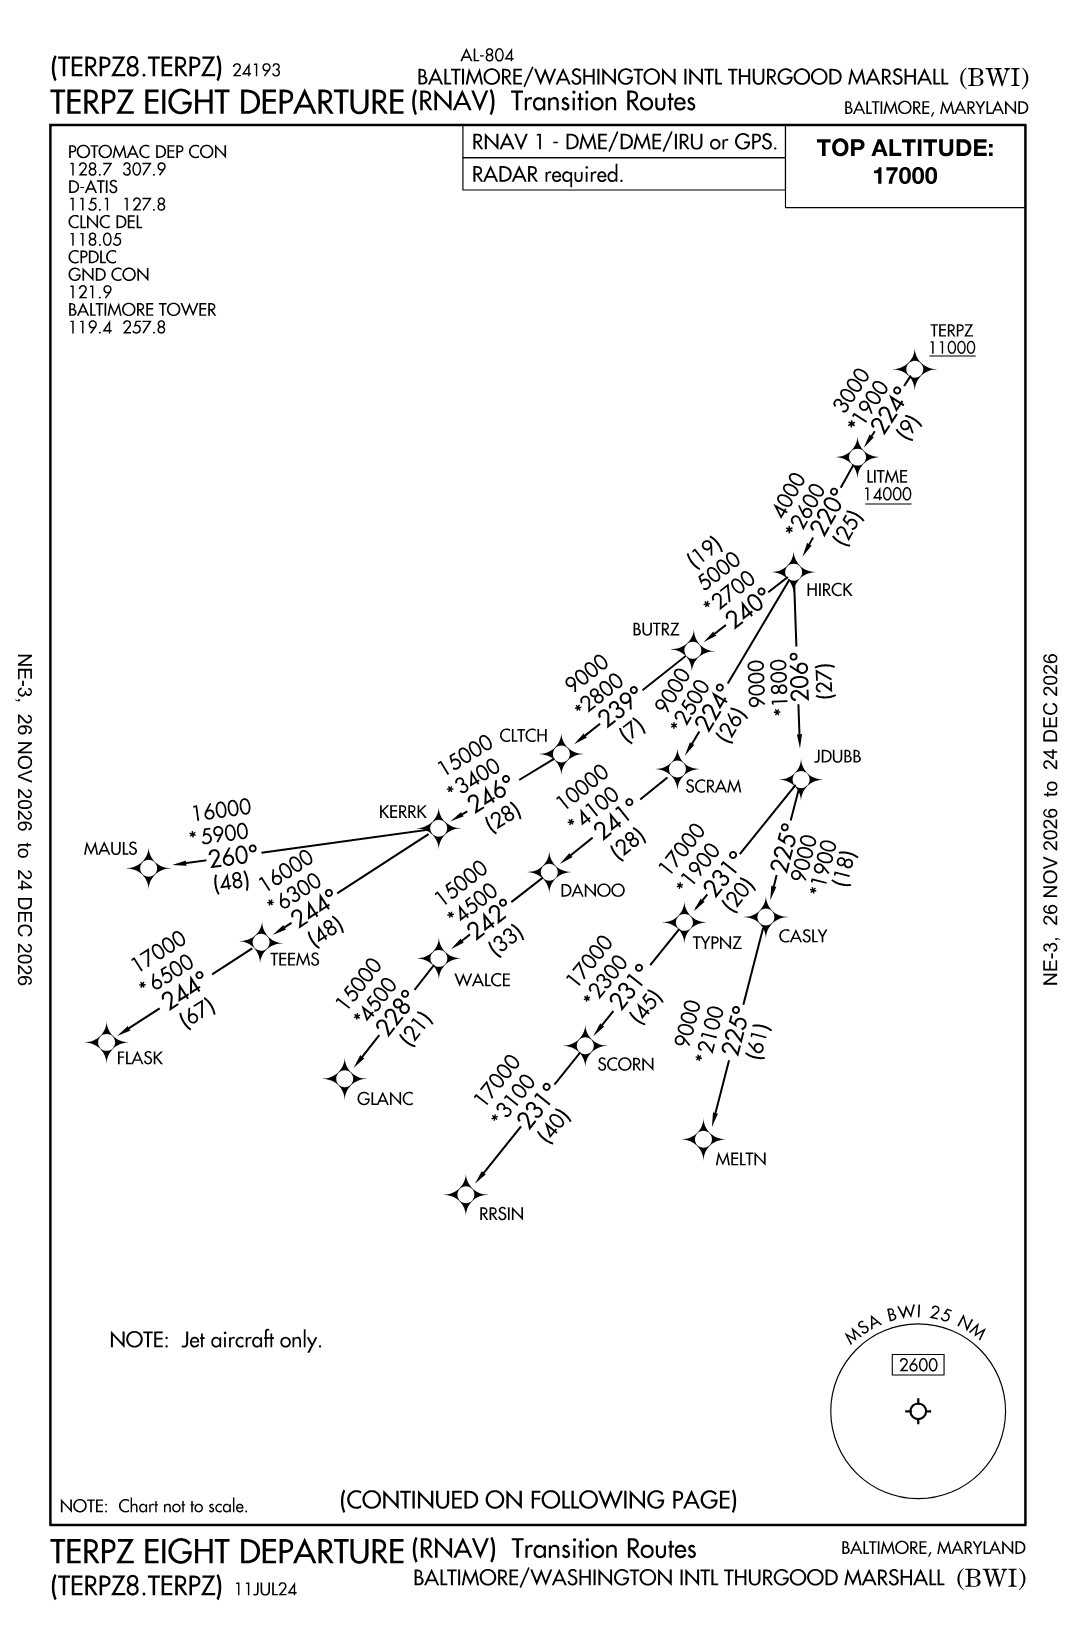 (TERPZ8.TERPZ) 24193
AL-804
BALTIMORE/WASHINGTON INTL THURGOOD MARSHALL (BWI)
TERPZ EIGHT DEPARTURE (RNAV) Transition Routes
BALTIMORE, MARYLAND
POTOMAC DEP CON
128.7 307.9
D-ATIS
115.1 127.8
CLNC DEL
118.05
CPDLC
GND CON
121.9
BALTIMORE TOWER
119.4 257.8
RNAV 1 - DME/DME/IRU or GPS.
RADAR required.
TOP ALTITUDE:
17000
TERPZ
11000
3000
*1900
224°
(9)
LITME
14000
4000
*2600
220°
(25)
HIRCK
(19)
5000
*2700
240°
BUTRZ
9000
*2800
239°
(7)
9000
*2500
224°
(26)
9000
*1800
206°
(27)
CLTCH
15000
*3400
246°
(28)
SCRAM
JDUBB
10000
*4100
241°
(28)
KERRK
16000
*5900
260°
(48)
MAULS
16000
*6300
244°
(48)
TEEMS
17000
*6500
244°
(67)
FLASK
DANOO
15000
*4500
242°
(33)
WALCE
15000
*4500
228°
(21)
GLANC
17000
*1900
231°
(20)
TYPNZ
225°
9000
*1900
(18)
CASLY
17000
*2300
231°
(45)
SCORN
9000
*2100
225°
(61)
MELTN
17000
*3100
231°
(40)
RRSIN
NE-3, 26 NOV 2026 to 24 DEC 2026
NE-3, 26 NOV 2026 to 24 DEC 2026
NOTE: Jet aircraft only.
MSA BWI 25 NM
2600
NOTE: Chart not to scale.
(CONTINUED ON FOLLOWING PAGE)
TERPZ EIGHT DEPARTURE (RNAV) Transition Routes
BALTIMORE, MARYLAND
(TERPZ8.TERPZ) 11JUL24
BALTIMORE/WASHINGTON INTL THURGOOD MARSHALL (BWI)